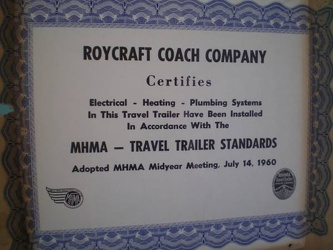 ROYCRAFT COACH COMPANY
Certifies
Electrical - Heating - Plumbing Systems
In This Travel Trailer Have Been Installed
In Accordance With The
MHMA — TRAVEL TRAILER STANDARDS
Adopted MHMA Midyear Meeting, July 14, 1960
MHMA